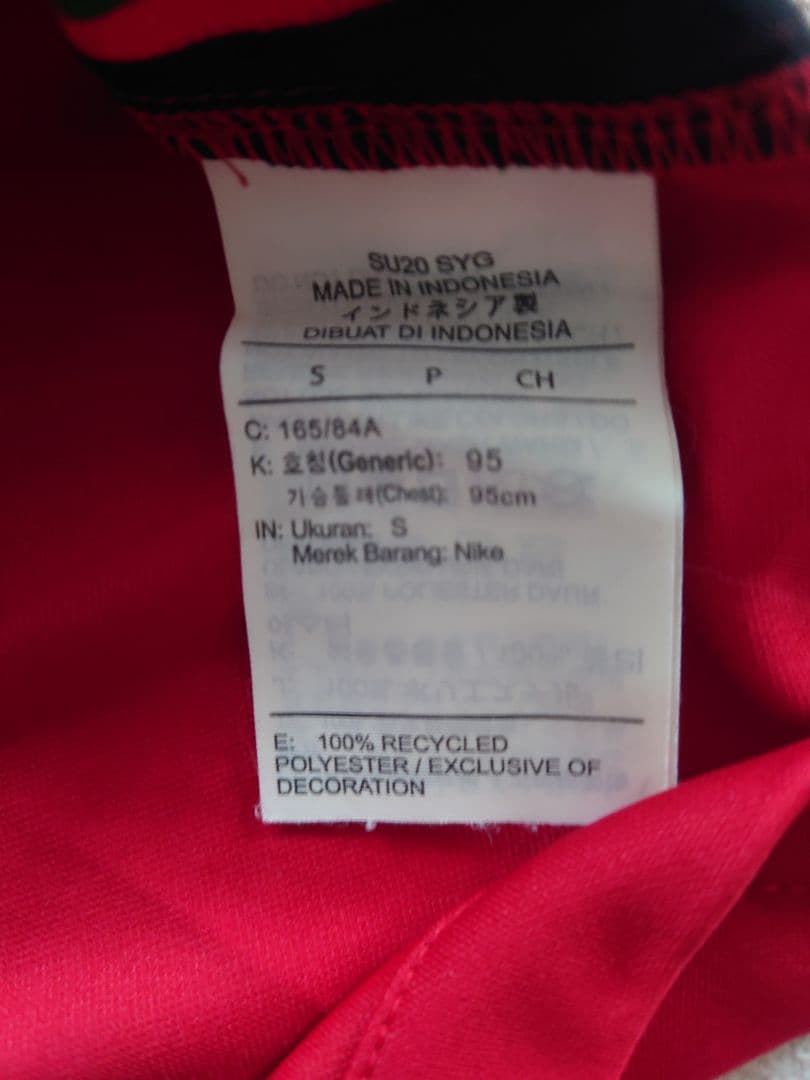 SU20 SYG
MADE IN INDONESIA
インドネシア製
DIBUAT DI INDONESIA
S P CH
C: 165/84A
K: 호칭(Generic): 95
가슴둘레(Chest): 95cm
IN: Ukuran: S
Merek Barang: Nike
E: 100% RECYCLED
POLYESTER / EXCLUSIVE OF
DECORATION